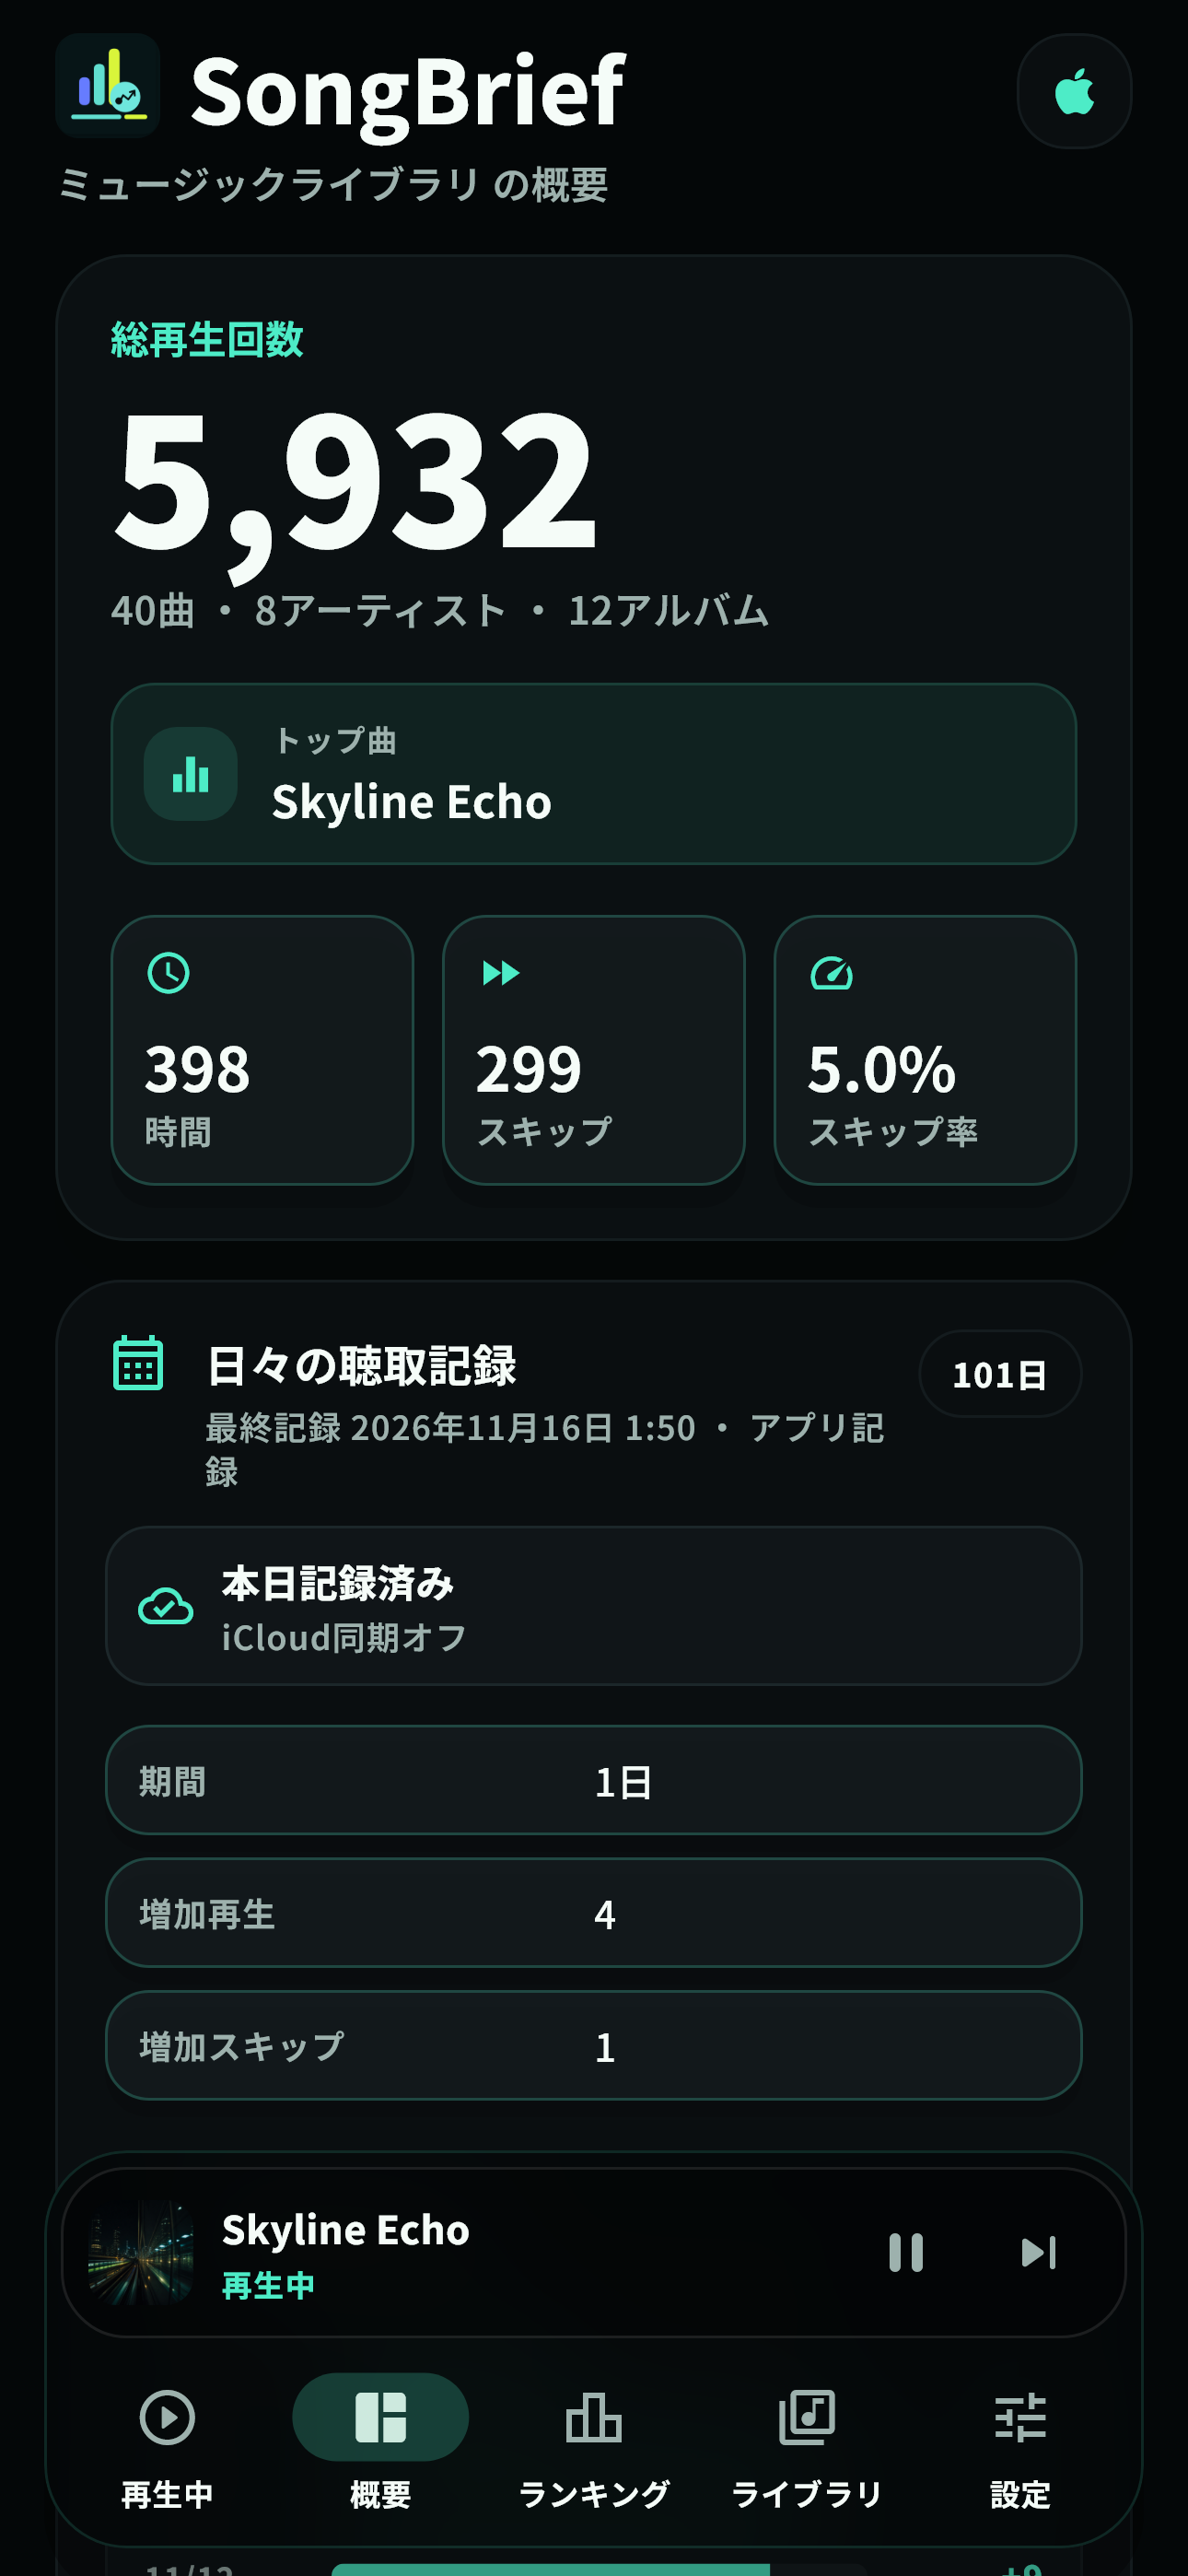 SongBrief
ミュージックライブラリ の概要
総再生回数
5,932
40曲 ・ 8アーティスト ・ 12アルバム
トップ曲
Skyline Echo
398
時間
299
スキップ
5.0%
スキップ率
日々の聴取記録
101日
最終記録 2026年11月16日 1:50 ・ アプリ記
録
本日記録済み
iCloud同期オフ
期間
1日
増加再生
4
増加スキップ
1
Skyline Echo
再生中
再生中
概要
ランキング
ライブラリ
設定